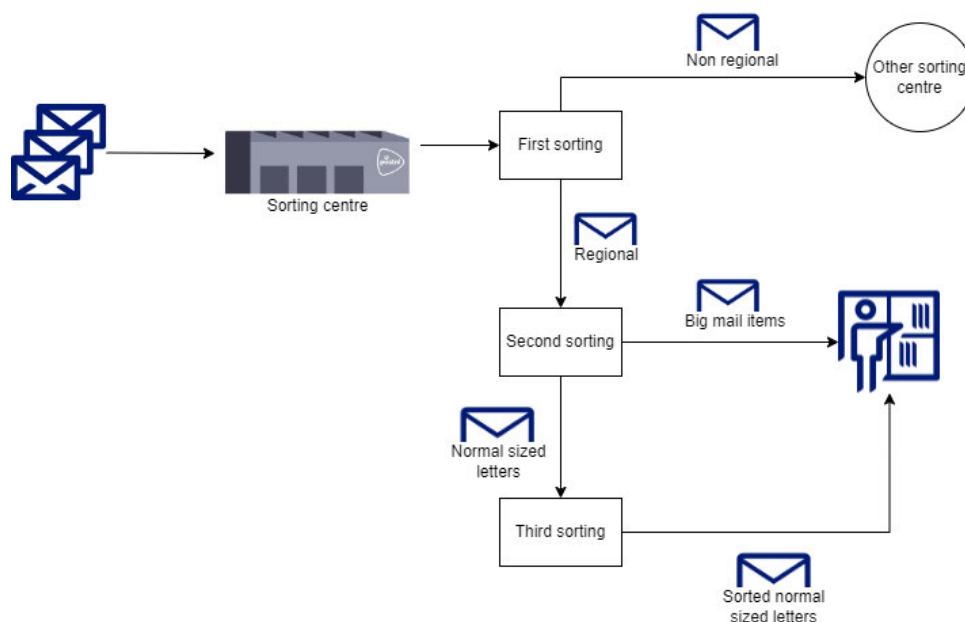 Non regional
Other sorting
centre
First sorting
Sorting centre
Regional
Second sorting
Big mail items
Normal sized
letters
Third sorting
Sorted normal
sized letters